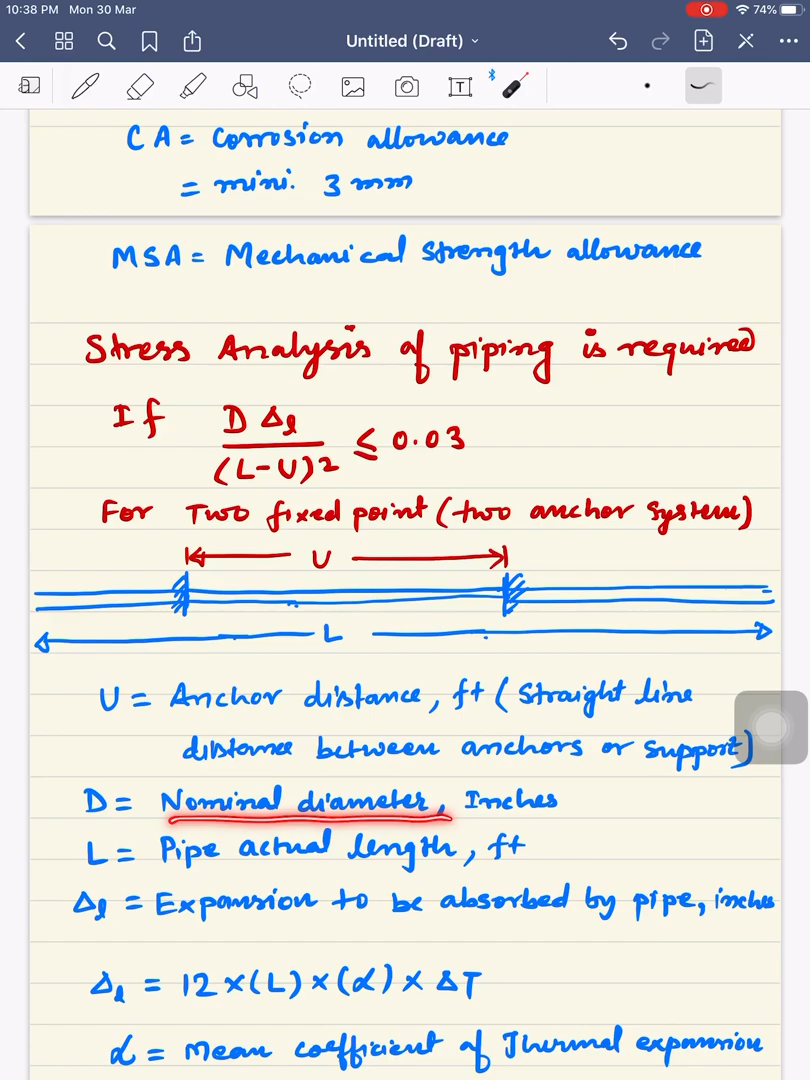 10:38 PM Mon 30 Mar
74%
Untitled (Draft)
T
CA = Corrosion allowance
= mini. 3 mm
MSA = Mechanical strength allowance
Stress Analysis of piping is required
If D Δl / (L-U)2 ≤ 0.03
For Two fixed point (two anchor system)
U
L
U = Anchor distance, ft (Straight line
distance between anchors or support)
D = Nominal diameter, Inches
L = Pipe actual length, ft
Δl = Expansion to be absorbed by pipe, inches
Δl = 12 × (L) × (α) × ΔT
α = Mean coefficient of Thermal expansion